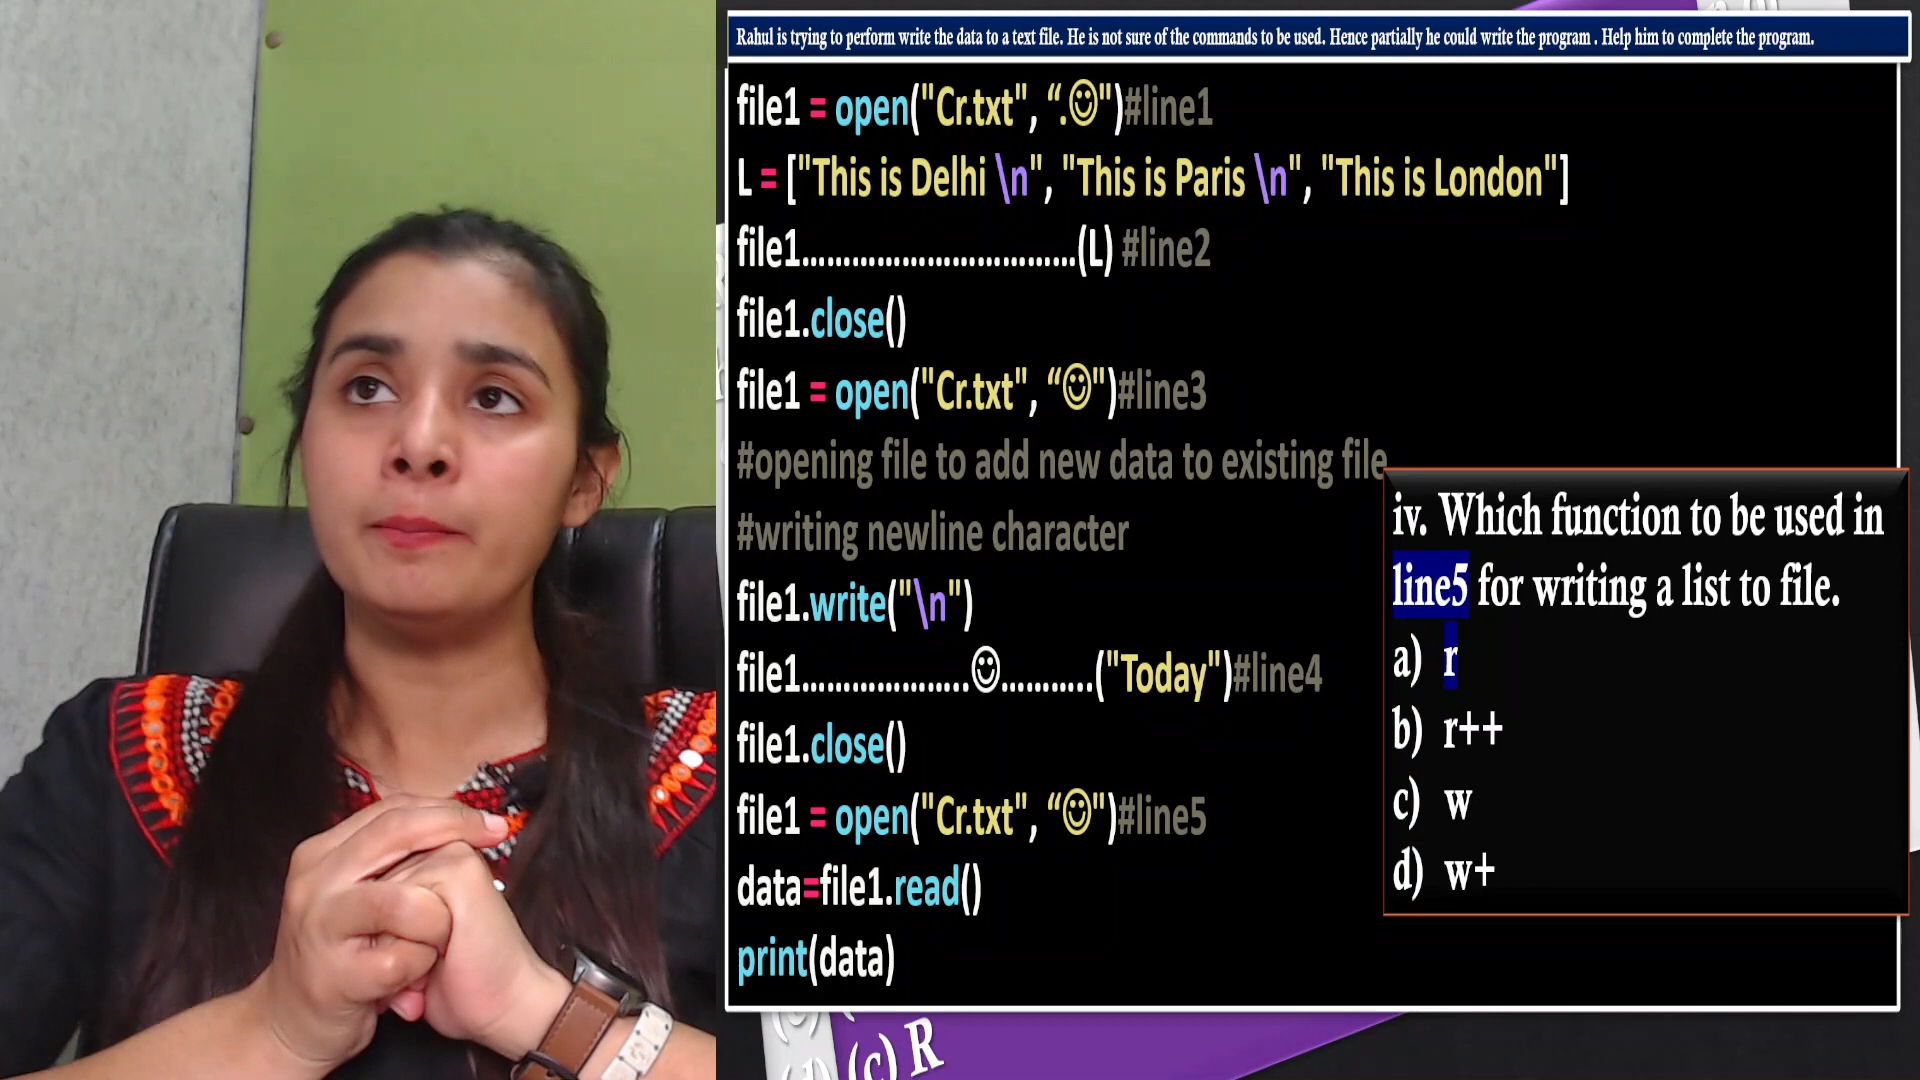 Rahul is trying to perform write the data to a text file. He is not sure of the commands to be used. Hence partially he could write the program . Help him to complete the program.
file1 = open("Cr.txt", “.☺")#line1
L = ["This is Delhi \n", "This is Paris \n", "This is London"]
file1.................................(L) #line2
file1.close()
file1 = open("Cr.txt", “☺")#line3
#opening file to add new data to existing file
#writing newline character
file1.write("\n")
file1....................☺...........("Today")#line4
file1.close()
file1 = open("Cr.txt", “☺")#line5
data=file1.read()
print(data)
iv. Which function to be used in
line5 for writing a list to file.
a) r
b) r++
c) w
d) w+
(c) R